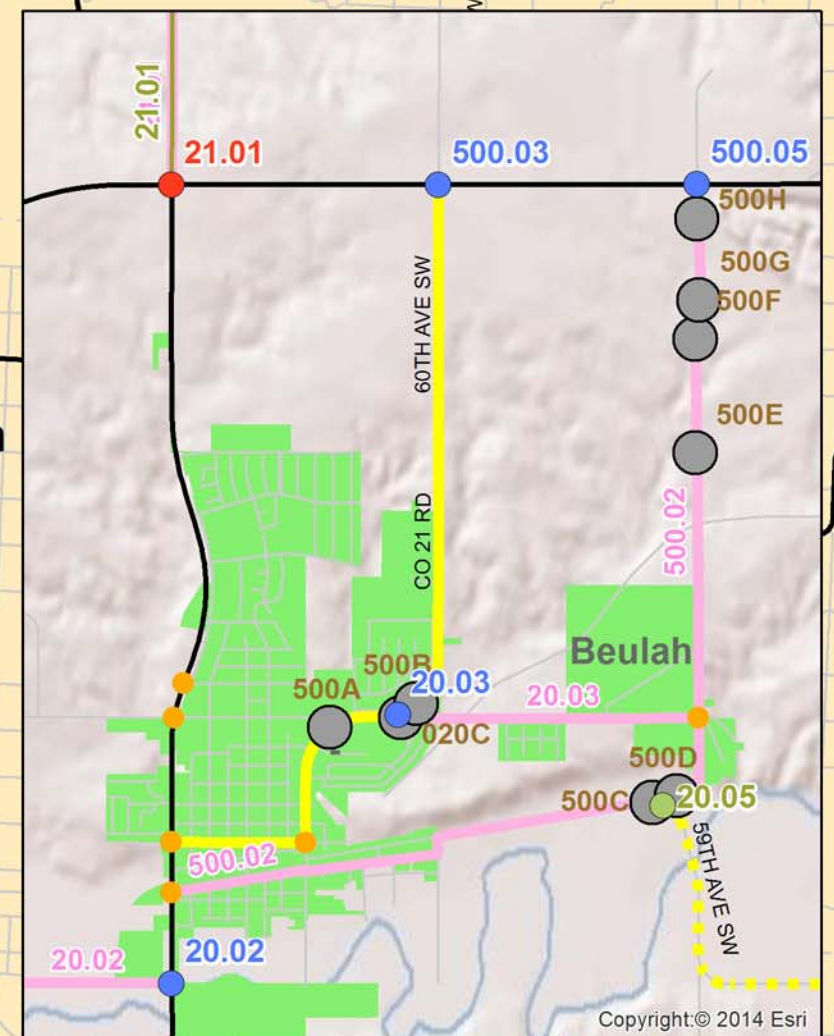 21.01
21.01
500.03
500.05
500H
500G
500F
60TH AVE SW
500E
500.02
CO 21 RD
Beulah
500B
20.03
500A
20.03
020C
500D
500C
20.05
59TH AVE SW
500.02
20.02
20.02
Copyright:© 2014 Esri